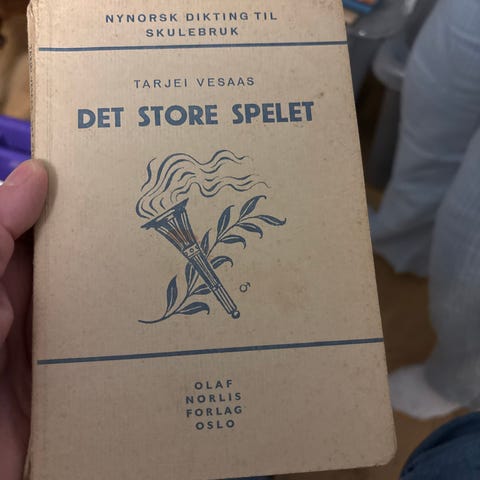 NYNORSK DIKTING TIL
SKULEBRUK
TARJEI VESAAS
DET STORE SPELET
OLAF
NORLIS
FORLAG
OSLO